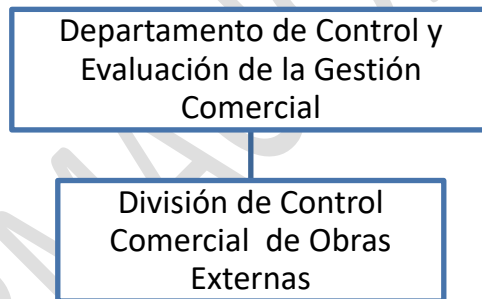 Departamento de Control y
Evaluación de la Gestión
Comercial
División de Control
Comercial de Obras
Externas